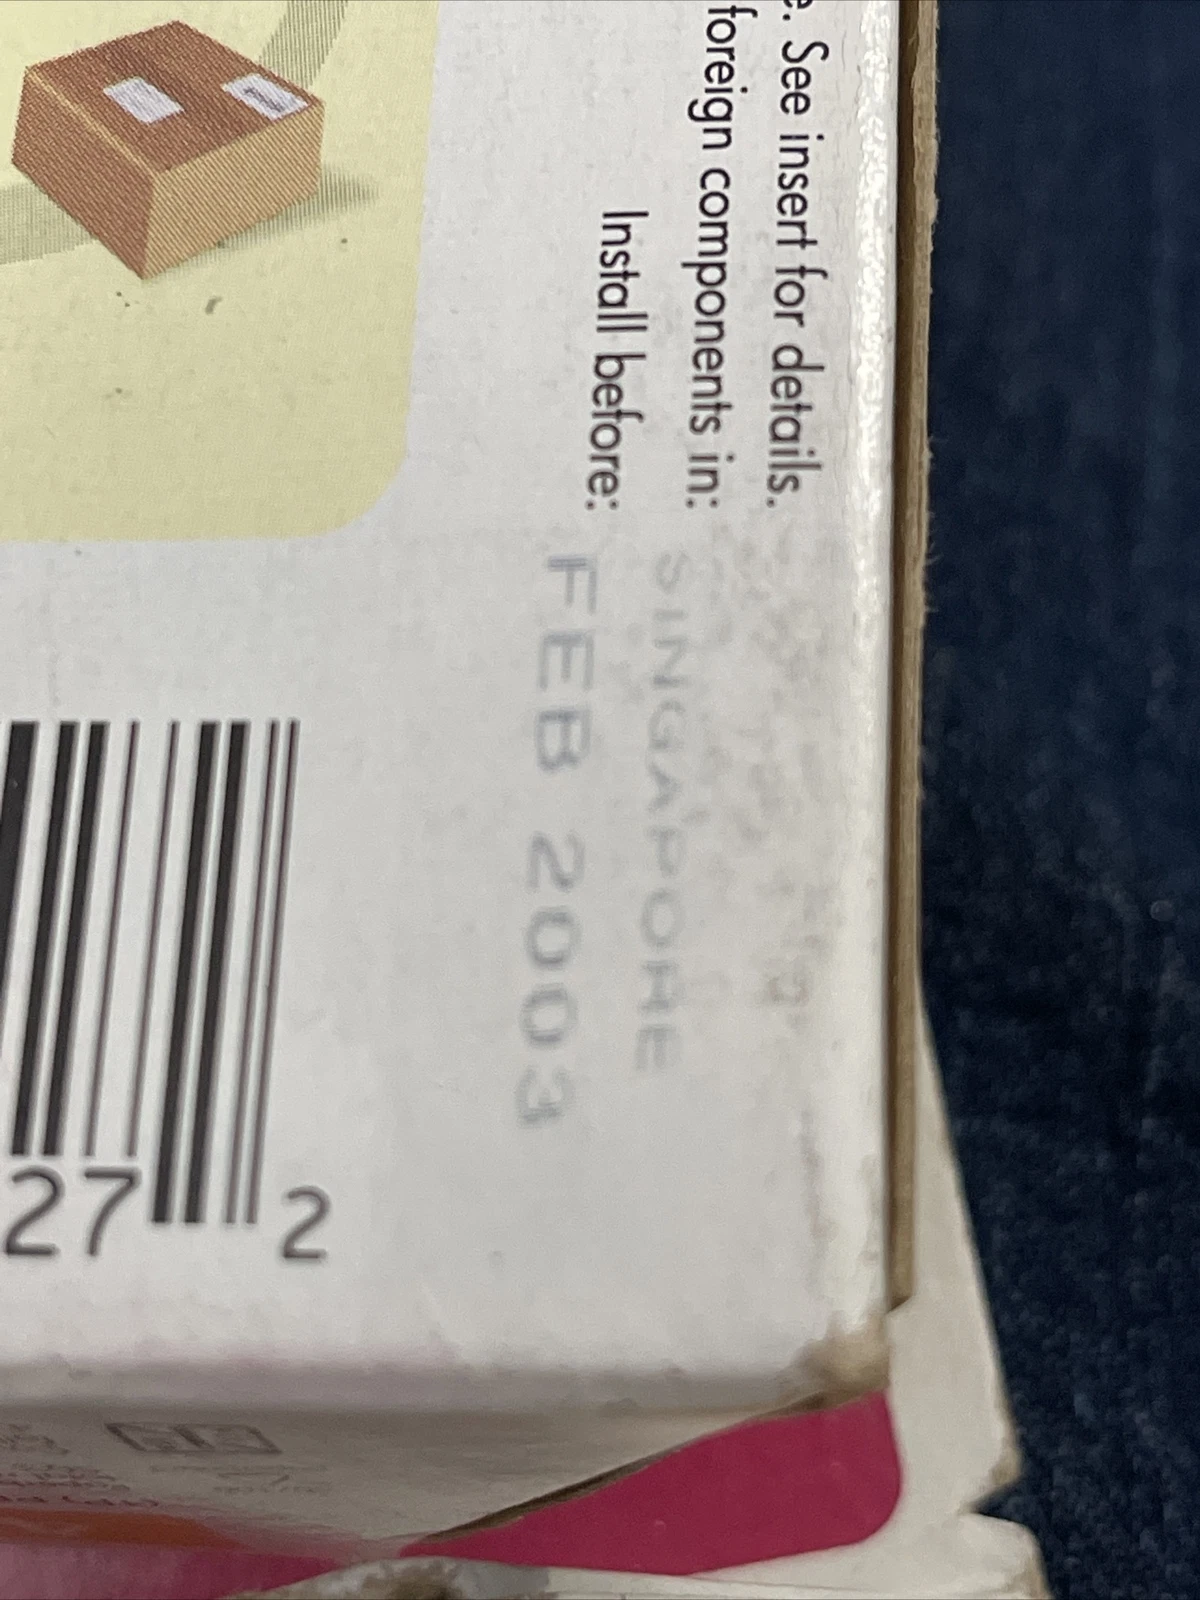 e. See insert for details.
foreign components in: SINGAPORE
Install before: FEB 2003
27 2